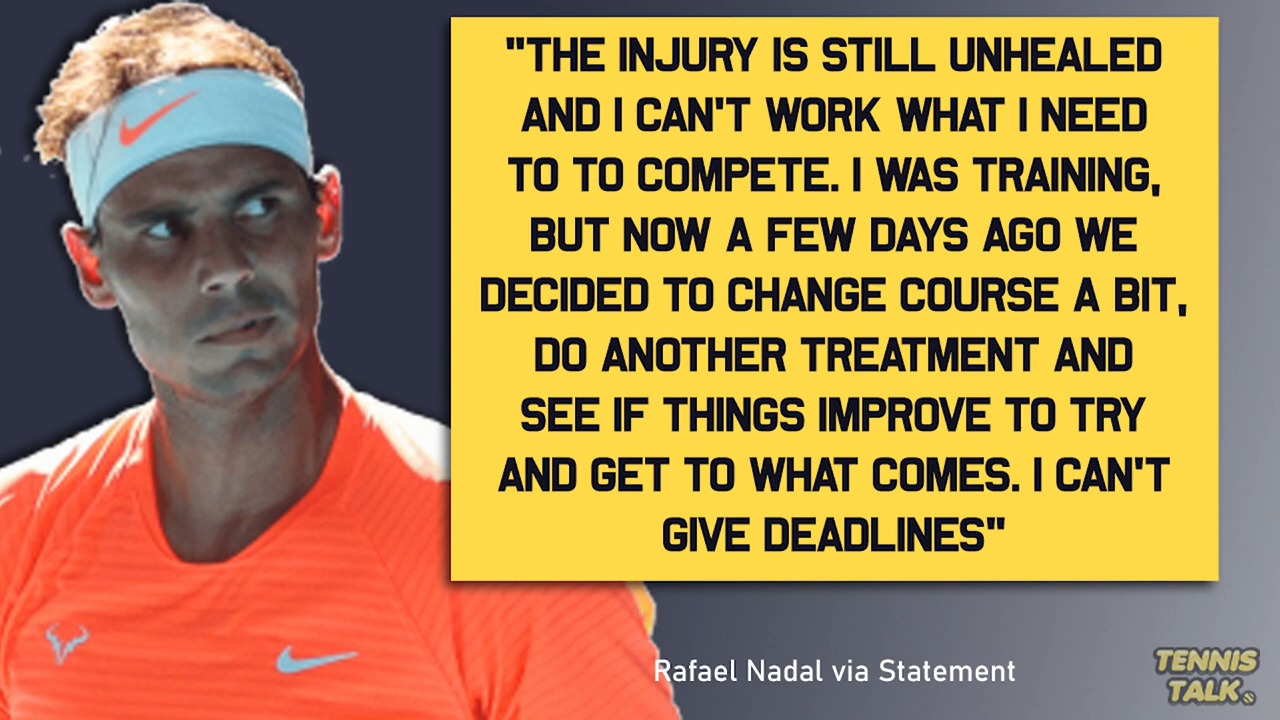 "THE INJURY IS STILL UNHEALED
AND I CAN'T WORK WHAT I NEED
TO TO COMPETE. I WAS TRAINING,
BUT NOW A FEW DAYS AGO WE
DECIDED TO CHANGE COURSE A BIT,
DO ANOTHER TREATMENT AND
SEE IF THINGS IMPROVE TO TRY
AND GET TO WHAT COMES. I CAN'T
GIVE DEADLINES"
Rafael Nadal via Statement
TENNIS
TALK